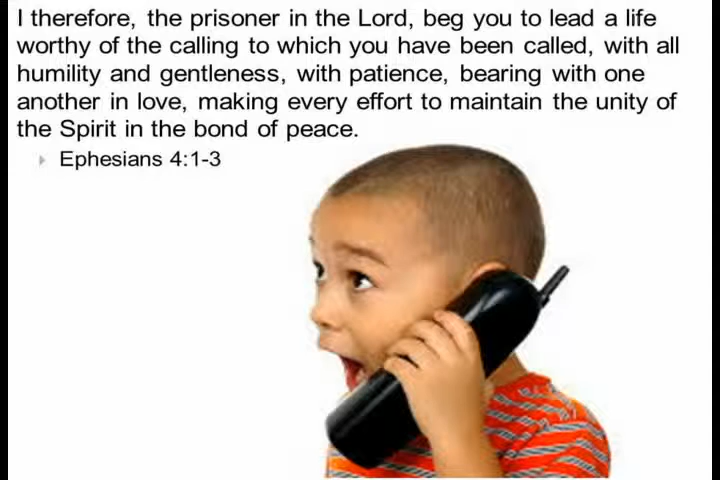 I therefore, the prisoner in the Lord, beg you to lead a life
worthy of the calling to which you have been called, with all
humility and gentleness, with patience, bearing with one
another in love, making every effort to maintain the unity of
the Spirit in the bond of peace.
Ephesians 4:1-3